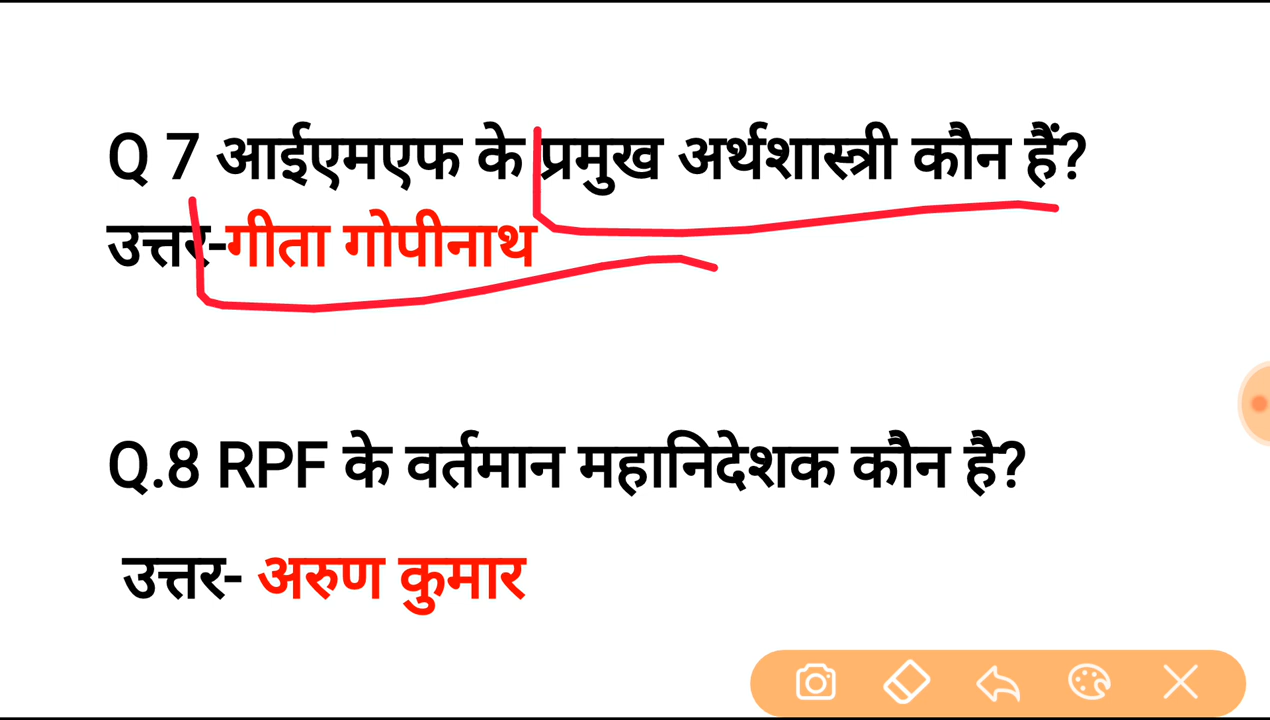 Q 7 आईएमएफ के प्रमुख अर्थशास्त्री कौन हैं?
उत्तर-गीता गोपीनाथ
Q.8 RPF के वर्तमान महानिदेशक कौन है?
उत्तर- अरुण कुमार